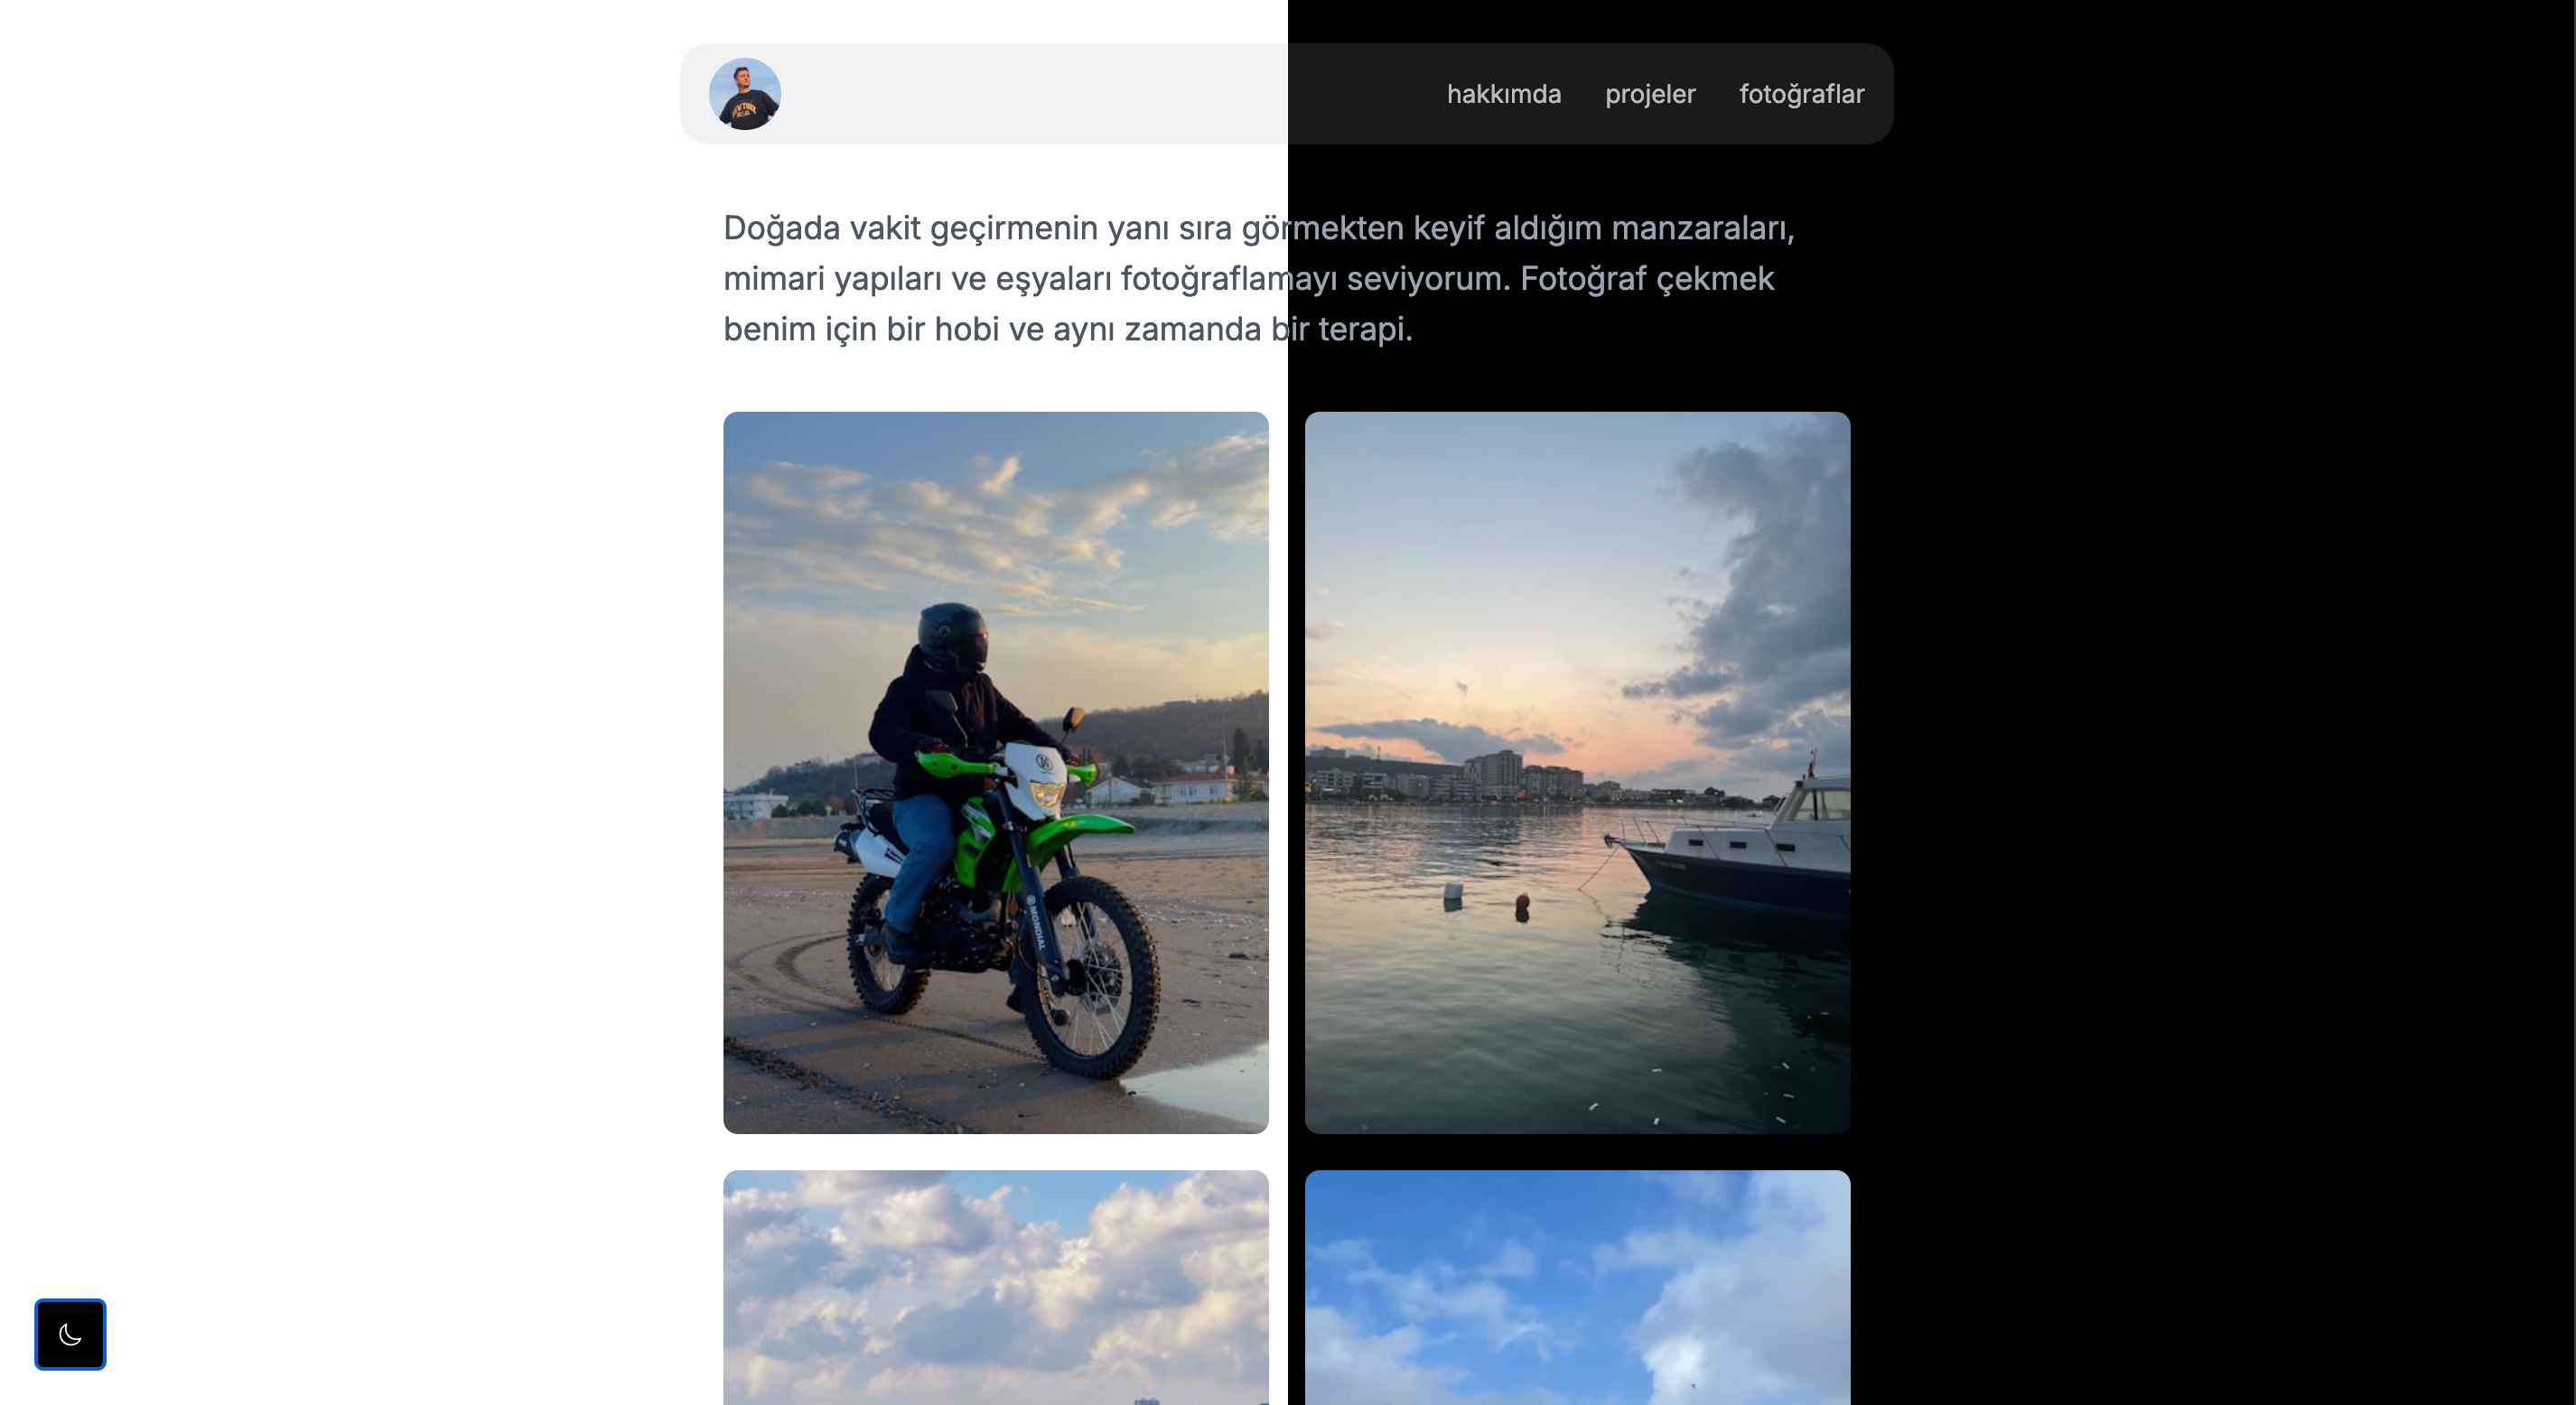 hakkımda projeler fotoğraflar
Doğada vakit geçirmenin yanı sıra görmekten keyif aldığım manzaraları,
mimari yapıları ve eşyaları fotoğraflamayı seviyorum. Fotoğraf çekmek
benim için bir hobi ve aynı zamanda bir terapi.
MONDIAL